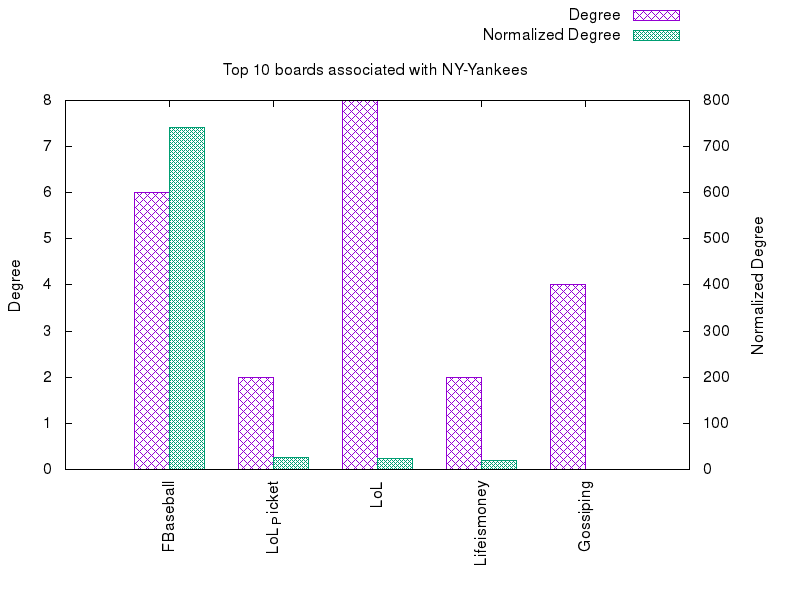 Degree
Normalized Degree
Top 10 boards associated with NY-Yankees
8 800
7 700
6 600
5 500
4 400
3 300
2 200
1 100
0 0
Degree
Normalized Degree
FBaseball
LoLPicket
LoL
Lifeismoney
Gossiping